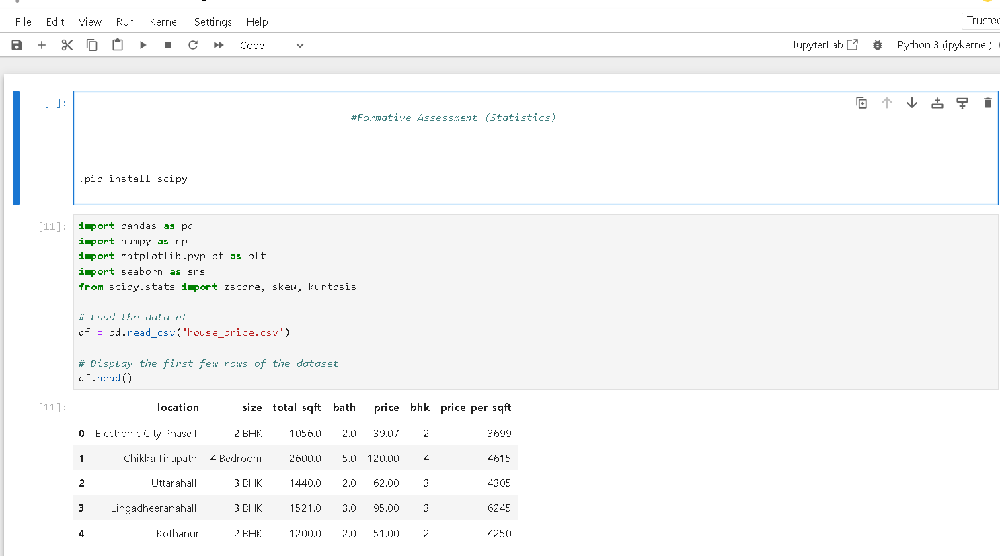 File Edit View Run Kernel Settings Help
Trusted
Code JupyterLab Python 3 (ipykernel)
[ ]:
#Formative Assessment (Statistics)
!pip install scipy
[11]:
import pandas as pd
import numpy as np
import matplotlib.pyplot as plt
import seaborn as sns
from scipy.stats import zscore, skew, kurtosis
# Load the dataset
df = pd.read_csv('house_price.csv')
# Display the first few rows of the dataset
df.head()
[11]:
location size total_sqft bath price bhk price_per_sqft
0 Electronic City Phase II 2 BHK 1056.0 2.0 39.07 2 3699
1 Chikka Tirupathi 4 Bedroom 2600.0 5.0 120.00 4 4615
2 Uttarahalli 3 BHK 1440.0 2.0 62.00 3 4305
3 Lingadheeranahalli 3 BHK 1521.0 3.0 95.00 3 6245
4 Kothanur 2 BHK 1200.0 2.0 51.00 2 4250